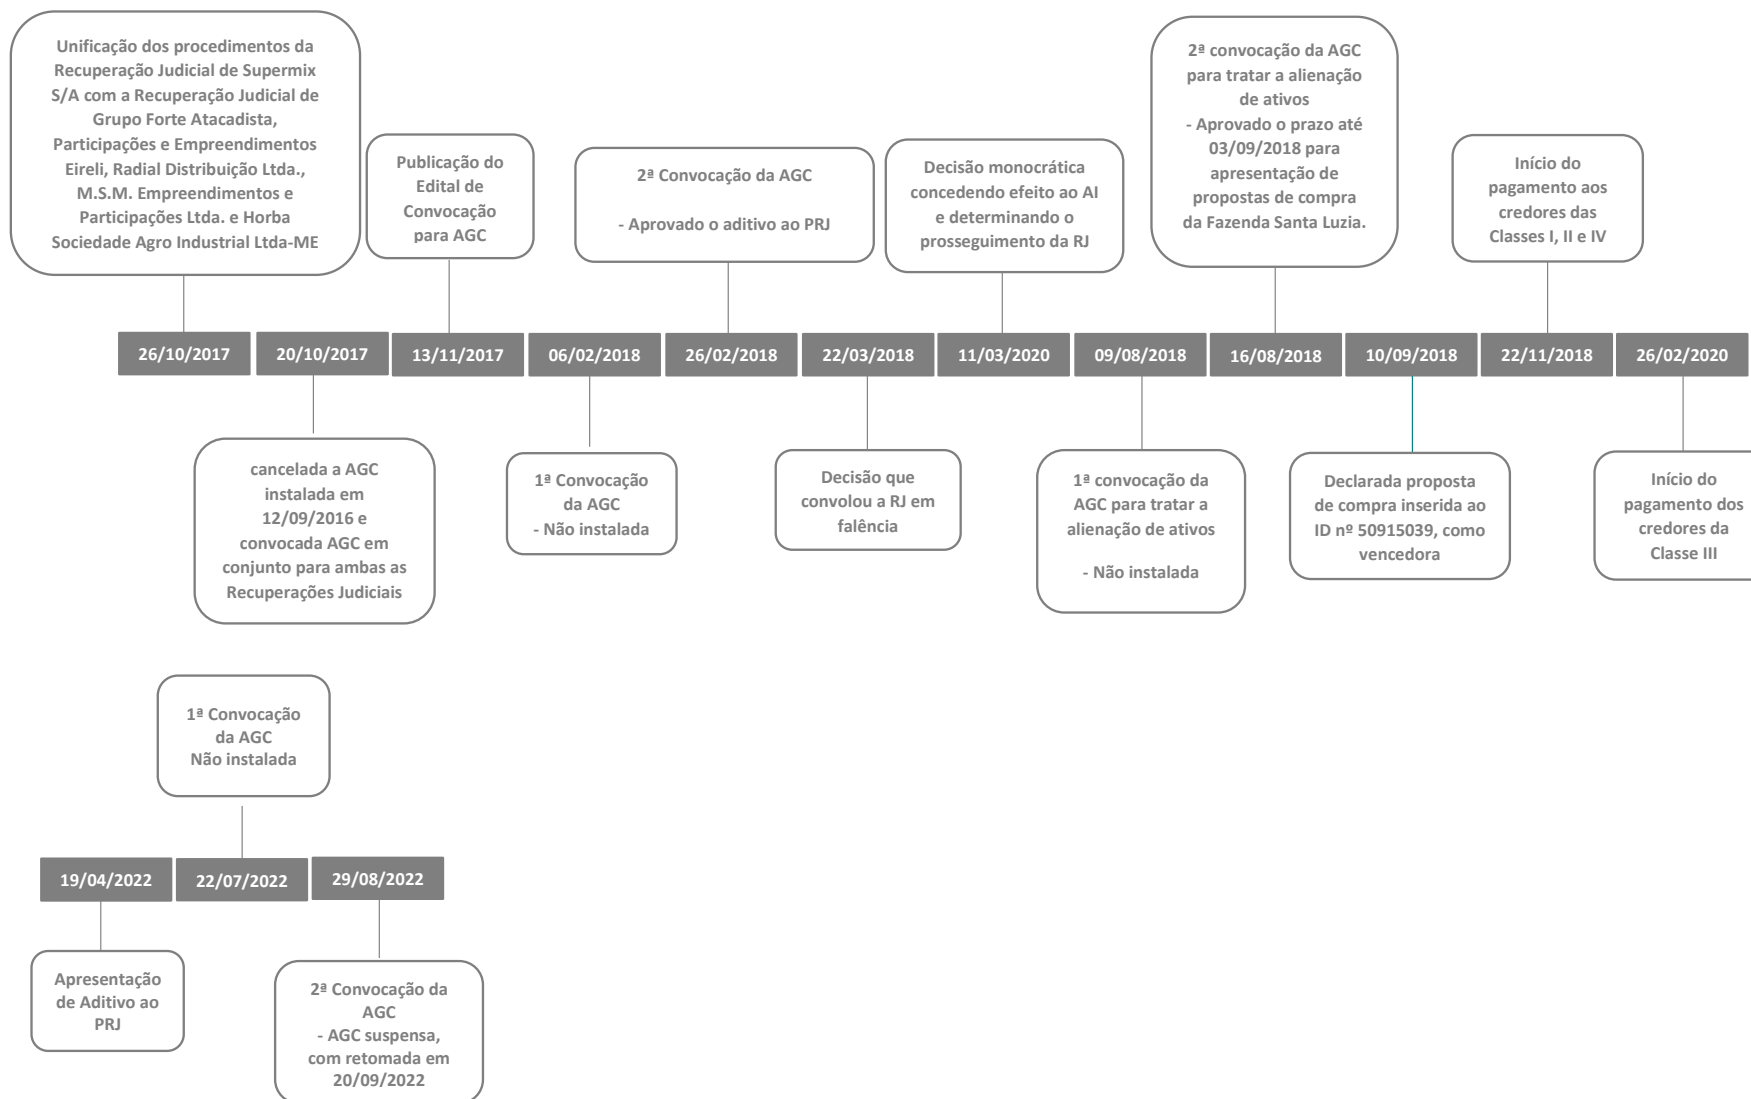 Unificação dos procedimentos da
Recuperação Judicial de Supermix
S/A com a Recuperação Judicial de
Grupo Forte Atacadista,
Participações e Empreendimentos
Eireli, Radial Distribuição Ltda.,
M.S.M. Empreendimentos e
Participações Ltda. e Horba
Sociedade Agro Industrial Ltda-ME
Publicação do
Edital de
Convocação
para AGC
2ª Convocação da AGC
- Aprovado o aditivo ao PRJ
Decisão monocrática
concedendo efeito ao AI
e determinando o
prosseguimento da RJ
2ª convocação da AGC
para tratar a alienação
de ativos
- Aprovado o prazo até
03/09/2018 para
apresentação de
propostas de compra
da Fazenda Santa Luzia.
Início do
pagamento aos
credores das
Classes I, II e IV
26/10/2017
20/10/2017
13/11/2017
06/02/2018
26/02/2018
22/03/2018
11/03/2020
09/08/2018
16/08/2018
10/09/2018
22/11/2018
26/02/2020
cancelada a AGC
instalada em
12/09/2016 e
convocada AGC em
conjunto para ambas as
Recuperações Judiciais
1ª Convocação
da AGC
- Não instalada
Decisão que
convolou a RJ em
falência
1ª convocação da
AGC para tratar a
alienação de ativos
- Não instalada
Declarada proposta
de compra inserida ao
ID nº 50915039, como
vencedora
Início do
pagamento dos
credores da
Classe III
1ª Convocação
da AGC
Não instalada
19/04/2022
22/07/2022
29/08/2022
Apresentação
de Aditivo ao
PRJ
2ª Convocação da
AGC
- AGC suspensa,
com retomada em
20/09/2022